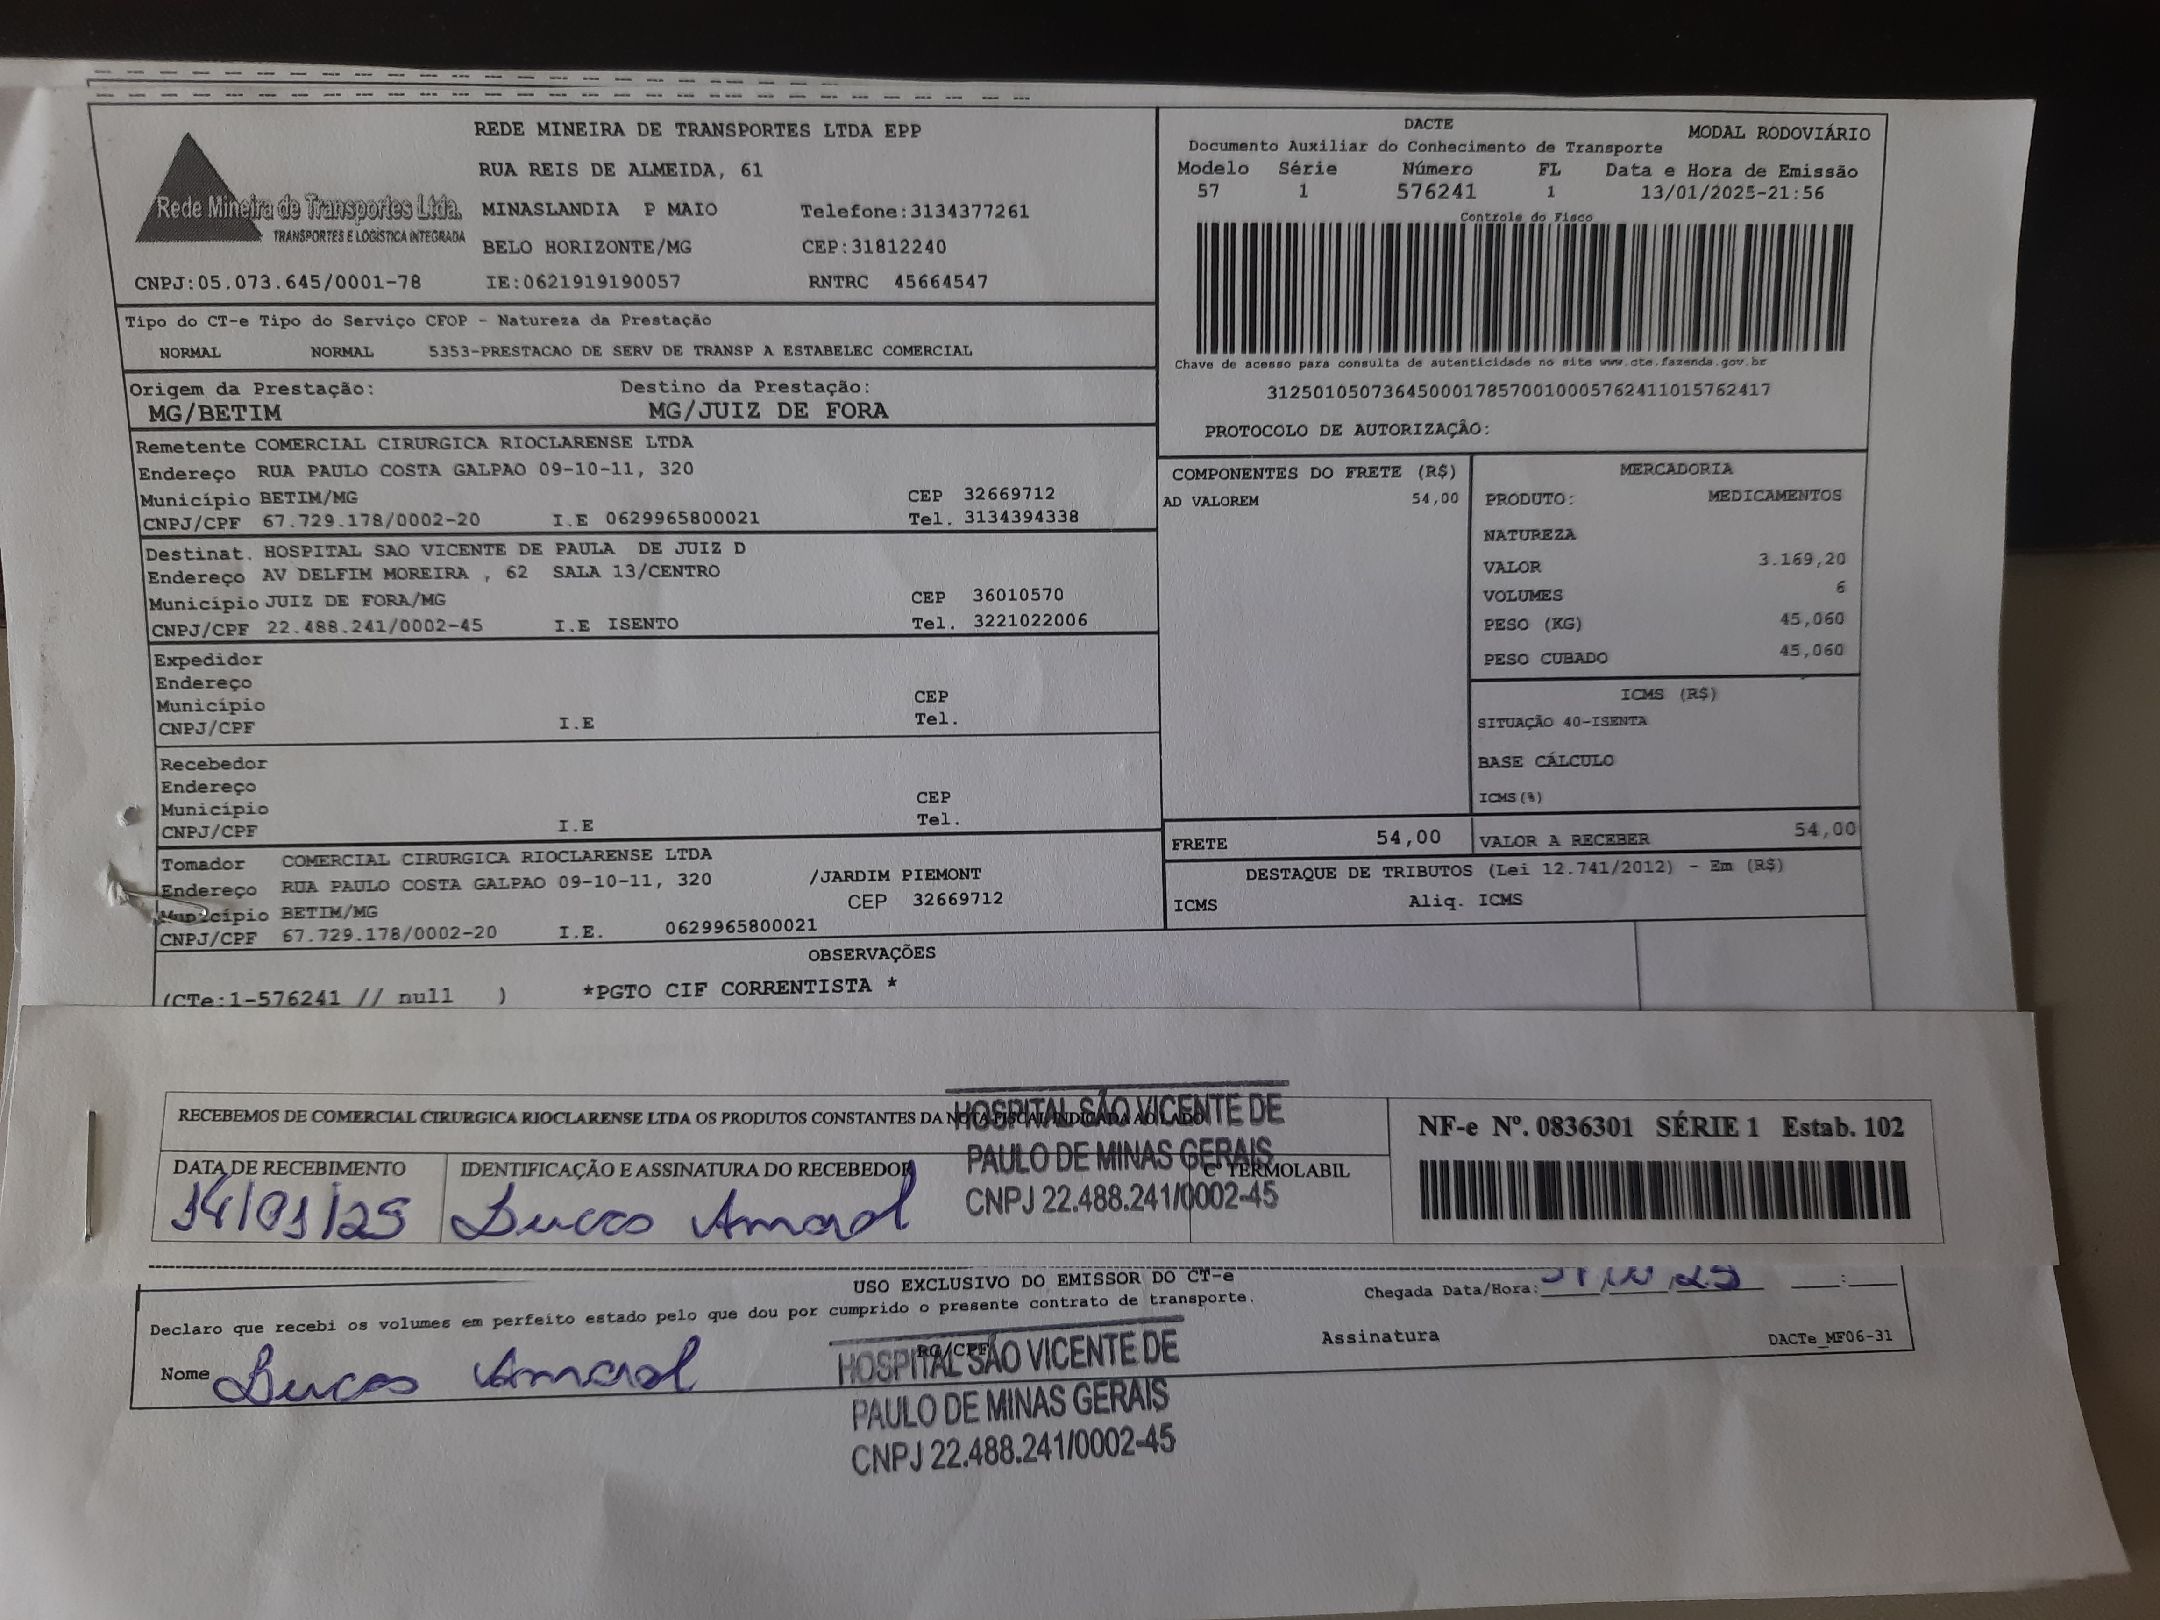 REDE MINEIRA DE TRANSPORTES LTDA EPP
RUA REIS DE ALMEIDA, 61
Rede Mineira de Transportes Ltda.
TRANSPORTES E LOGÍSTICA INTEGRADA
MINASLANDIA P MAIO Telefone:3134377261
BELO HORIZONTE/MG CEP:31812240
CNPJ:05.073.645/0001-78 IE:0621919190057 RNTRC 45664547
DACTE
MODAL RODOVIÁRIO
Documento Auxiliar do Conhecimento de Transporte
Modelo Série Número FL Data e Hora de Emissão
57 1 576241 1 13/01/2025-21:56
Controle do Fisco
Chave de acesso para consulta de autenticidade no site www.cte.fazenda.gov.br
31250105073645000178570010005762411015762417
PROTOCOLO DE AUTORIZAÇÃO:
Tipo do CT-e Tipo do Serviço CFOP - Natureza da Prestação
NORMAL NORMAL 5353-PRESTACAO DE SERV DE TRANSP A ESTABELEC COMERCIAL
Origem da Prestação: Destino da Prestação:
MG/BETIM MG/JUIZ DE FORA
Remetente COMERCIAL CIRURGICA RIOCLARENSE LTDA
Endereço RUA PAULO COSTA GALPAO 09-10-11, 320
Município BETIM/MG CEP 32669712
CNPJ/CPF 67.729.178/0002-20 I.E 0629965800021 Tel. 3134394338
Destinat. HOSPITAL SAO VICENTE DE PAULA DE JUIZ D
Endereço AV DELFIM MOREIRA , 62 SALA 13/CENTRO
Município JUIZ DE FORA/MG CEP 36010570
CNPJ/CPF 22.488.241/0002-45 I.E ISENTO Tel. 3221022006
Expedidor
Endereço
Município CEP
CNPJ/CPF I.E Tel.
Recebedor
Endereço
Município CEP
CNPJ/CPF I.E Tel.
Tomador COMERCIAL CIRURGICA RIOCLARENSE LTDA
Endereço RUA PAULO COSTA GALPAO 09-10-11, 320 /JARDIM PIEMONT
Município BETIM/MG CEP 32669712
CNPJ/CPF 67.729.178/0002-20 I.E. 0629965800021
COMPONENTES DO FRETE (R$)
AD VALOREM 54,00
MERCADORIA
PRODUTO: MEDICAMENTOS
NATUREZA
VALOR 3.169,20
VOLUMES 6
PESO (KG) 45,060
PESO CUBADO 45,060
ICMS (R$)
SITUAÇÃO 40-ISENTA
BASE CÁLCULO
ICMS(%)
FRETE 54,00 VALOR A RECEBER 54,00
DESTAQUE DE TRIBUTOS (Lei 12.741/2012) - Em (R$)
ICMS Aliq. ICMS
OBSERVAÇÕES
(CTe:1-576241 // null ) *PGTO CIF CORRENTISTA *
RECEBEMOS DE COMERCIAL CIRURGICA RIOCLARENSE LTDA OS PRODUTOS CONSTANTES DA NOTA FISCAL INDICADA AO LADO
DATA DE RECEBIMENTO IDENTIFICAÇÃO E ASSINATURA DO RECEBEDOR C° TERMOLABIL
14/01/25 Lucas Amaral
HOSPITAL SÃO VICENTE DE
PAULO DE MINAS GERAIS
CNPJ 22.488.241/0002-45
NF-e Nº. 0836301 SÉRIE 1 Estab. 102
USO EXCLUSIVO DO EMISSOR DO CT-e
Declaro que recebi os volumes em perfeito estado pelo que dou por cumprido o presente contrato de transporte.
Chegada Data/Hora:
Nome Lucas Amaral RG/CPF Assinatura DACTe_MF06-31
HOSPITAL SÃO VICENTE DE
PAULO DE MINAS GERAIS
CNPJ 22.488.241/0002-45